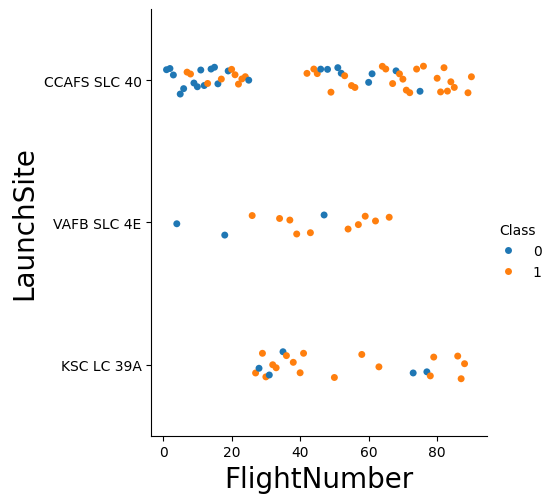 LaunchSite
CCAFS SLC 40
VAFB SLC 4E
KSC LC 39A
0
20
40
60
80
FlightNumber
Class
0
1